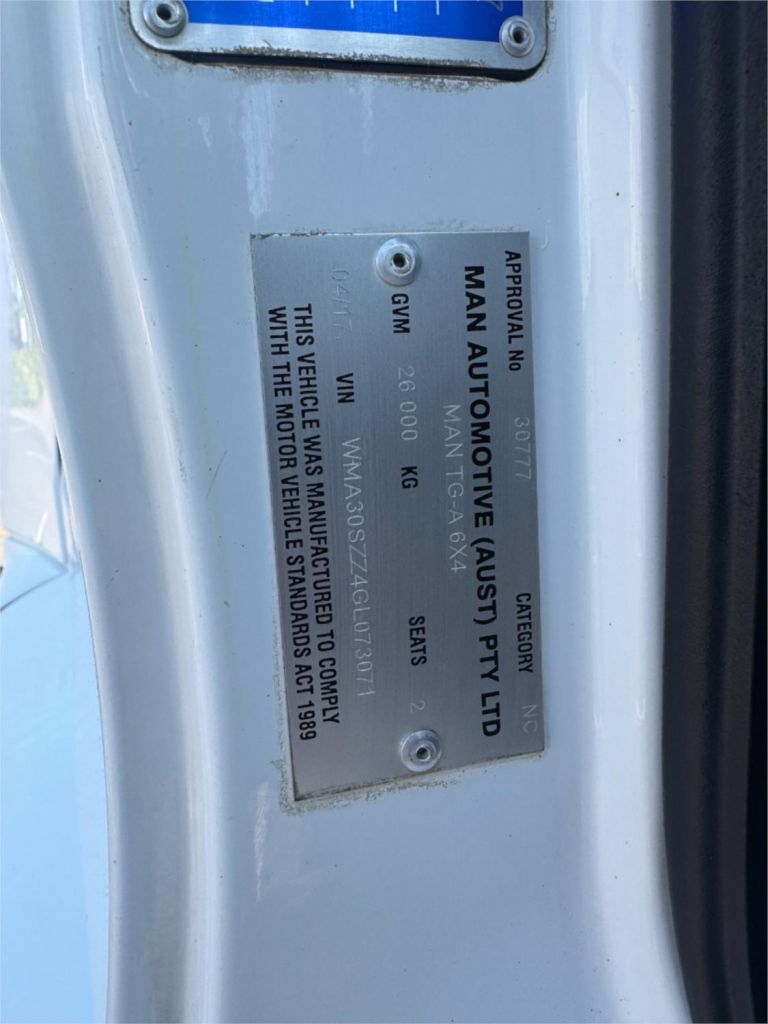 APPROVAL No 30777 CATEGORY NC
MAN AUTOMOTIVE (AUST) PTY LTD
MAN TG-A 6X4
GVM 26 000 KG SEATS 2
04/17 VIN WMA30SZZ4GL073071
THIS VEHICLE WAS MANUFACTURED TO COMPLY
WITH THE MOTOR VEHICLE STANDARDS ACT 1989